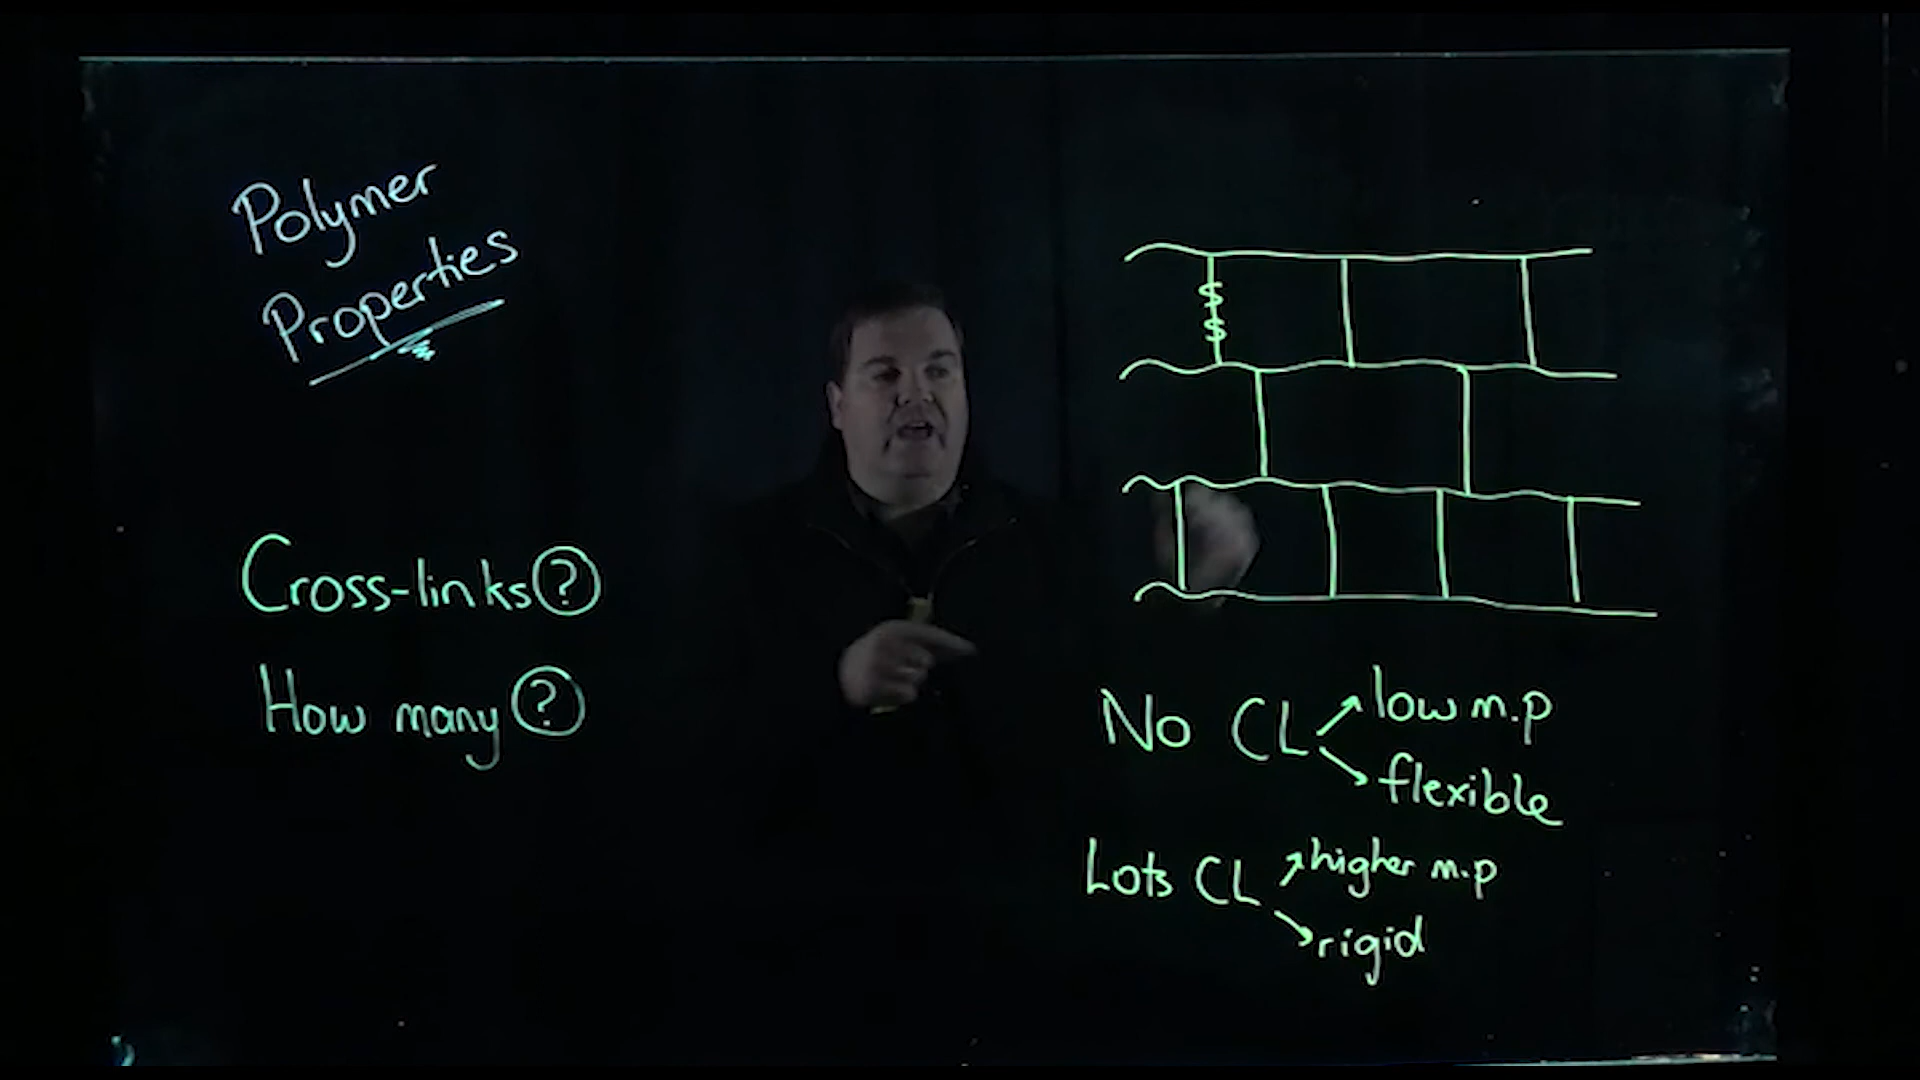 Polymer
Properties
Cross-links?
How many?
S
S
No CL
low m.p
flexible
Lots CL
higher m.p
rigid